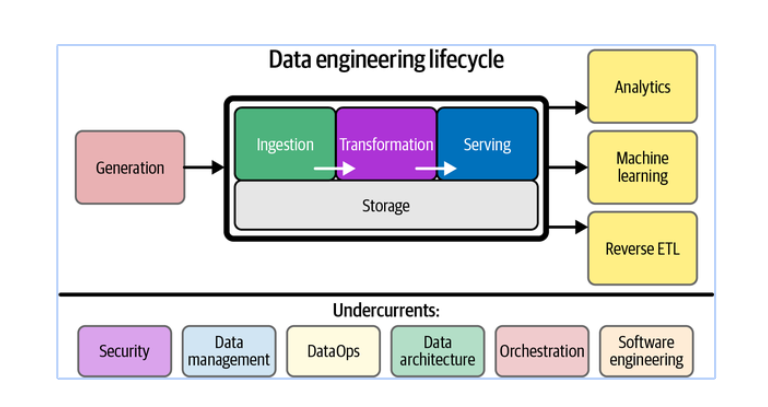 Data engineering lifecycle
Generation
Ingestion
Transformation
Serving
Storage
Analytics
Machine
learning
Reverse ETL
Undercurrents:
Security
Data
management
DataOps
Data
architecture
Orchestration
Software
engineering